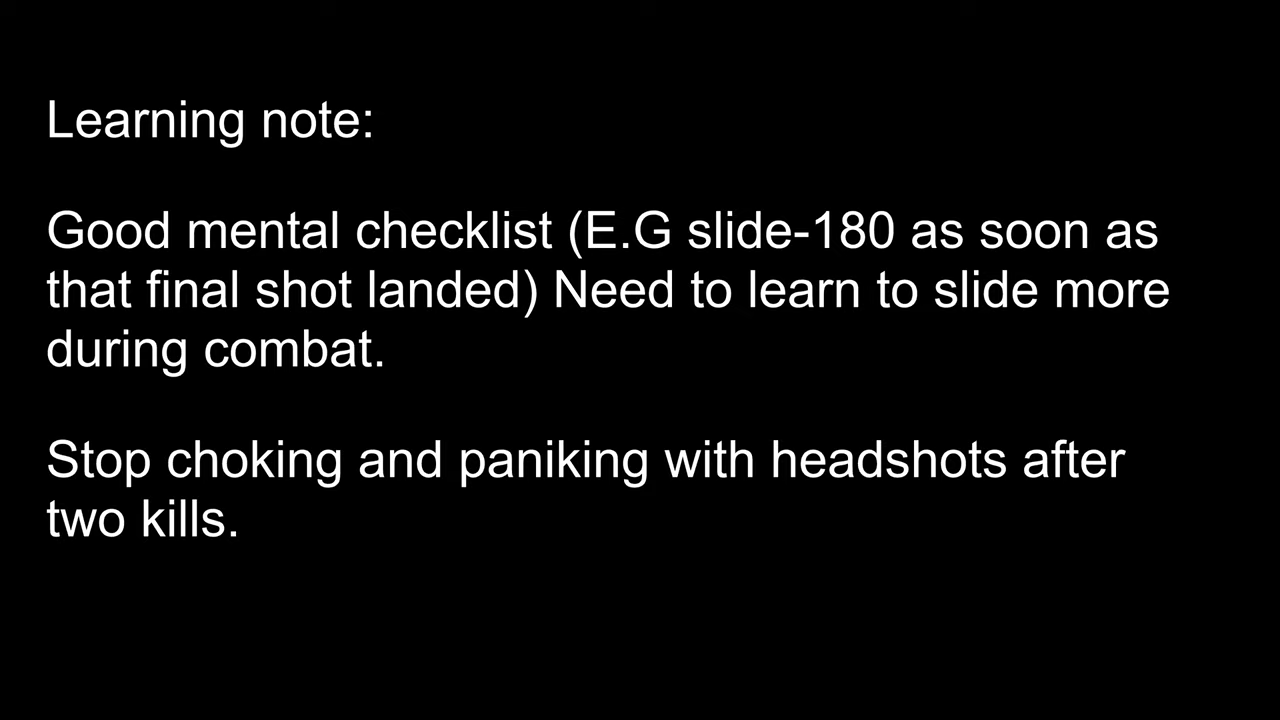 Learning note:
Good mental checklist (E.G slide-180 as soon as
that final shot landed) Need to learn to slide more
during combat.
Stop choking and paniking with headshots after
two kills.